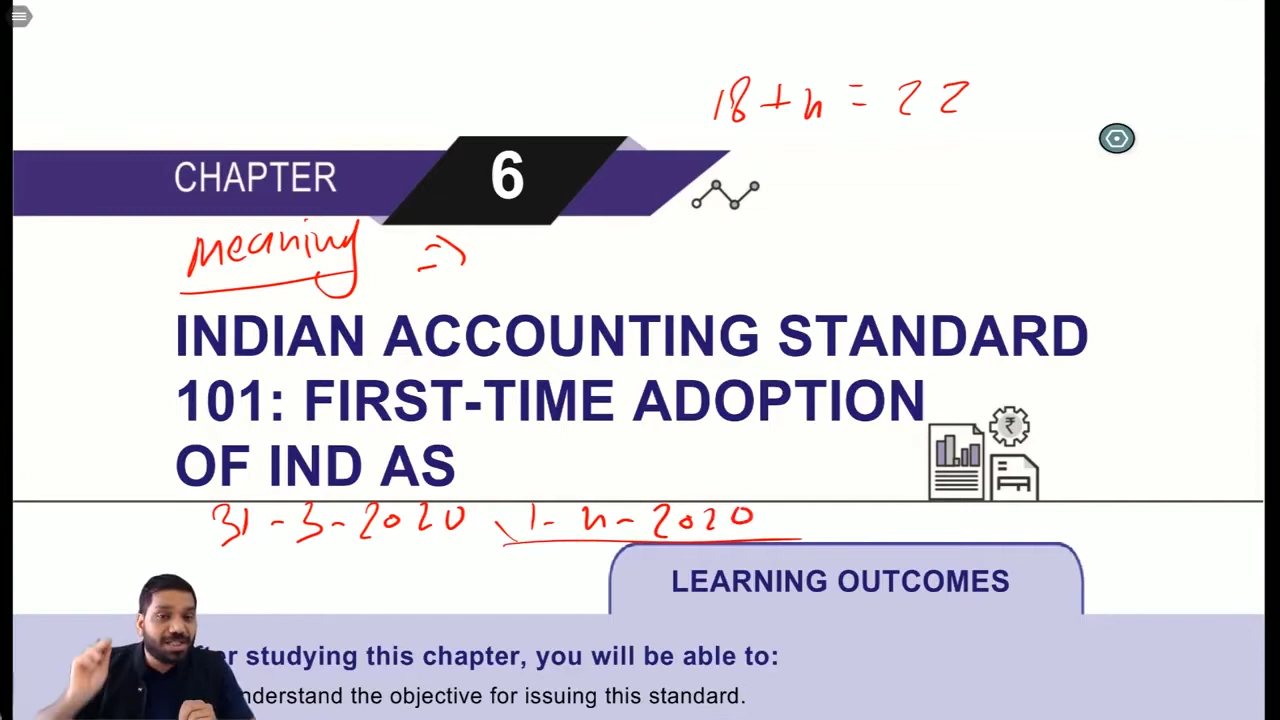 18 + 4 = 22
CHAPTER 6
Meaning =>
INDIAN ACCOUNTING STANDARD
101: FIRST-TIME ADOPTION
OF IND AS
31-3-2020 1-4-2020
LEARNING OUTCOMES
ter studying this chapter, you will be able to:
nderstand the objective for issuing this standard.